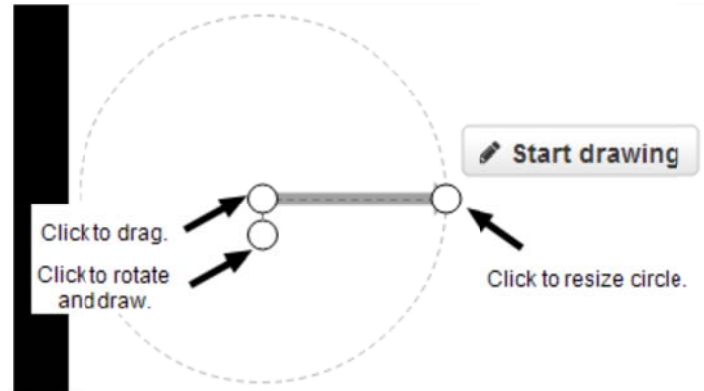 Start drawing
Click to drag.
Click to rotate
and draw.
Click to resize circle.